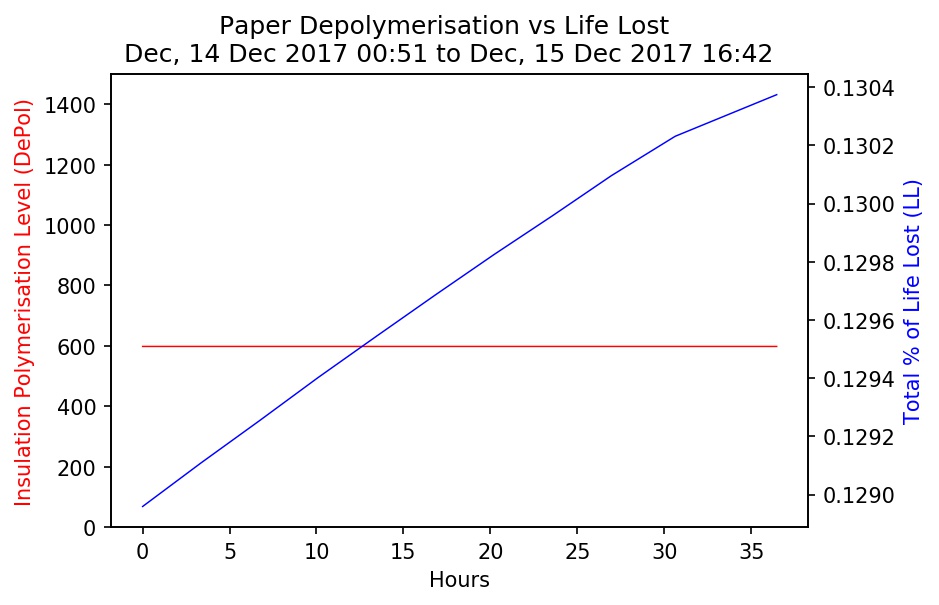 Paper Depolymerisation vs Life Lost
Dec, 14 Dec 2017 00:51 to Dec, 15 Dec 2017 16:42
Insulation Polymerisation Level (DePol)
1400
1200
1000
800
600
400
200
0
0.1304
0.1302
0.1300
0.1298
0.1296
0.1294
0.1292
0.1290
Total % of Life Lost (LL)
0 5 10 15 20 25 30 35
Hours